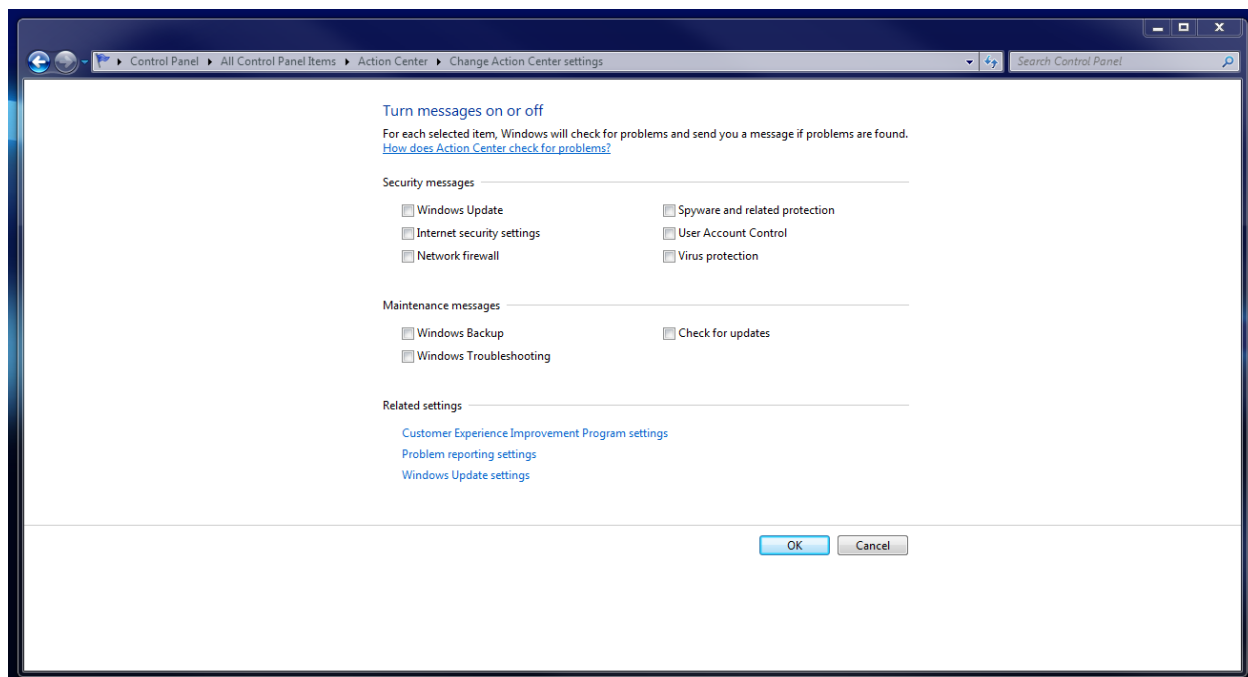 Control Panel ▸ All Control Panel Items ▸ Action Center ▸ Change Action Center settings
Search Control Panel
Turn messages on or off
For each selected item, Windows will check for problems and send you a message if problems are found.
How does Action Center check for problems?
Security messages
Windows Update
Spyware and related protection
Internet security settings
User Account Control
Network firewall
Virus protection
Maintenance messages
Windows Backup
Check for updates
Windows Troubleshooting
Related settings
Customer Experience Improvement Program settings
Problem reporting settings
Windows Update settings
OK
Cancel